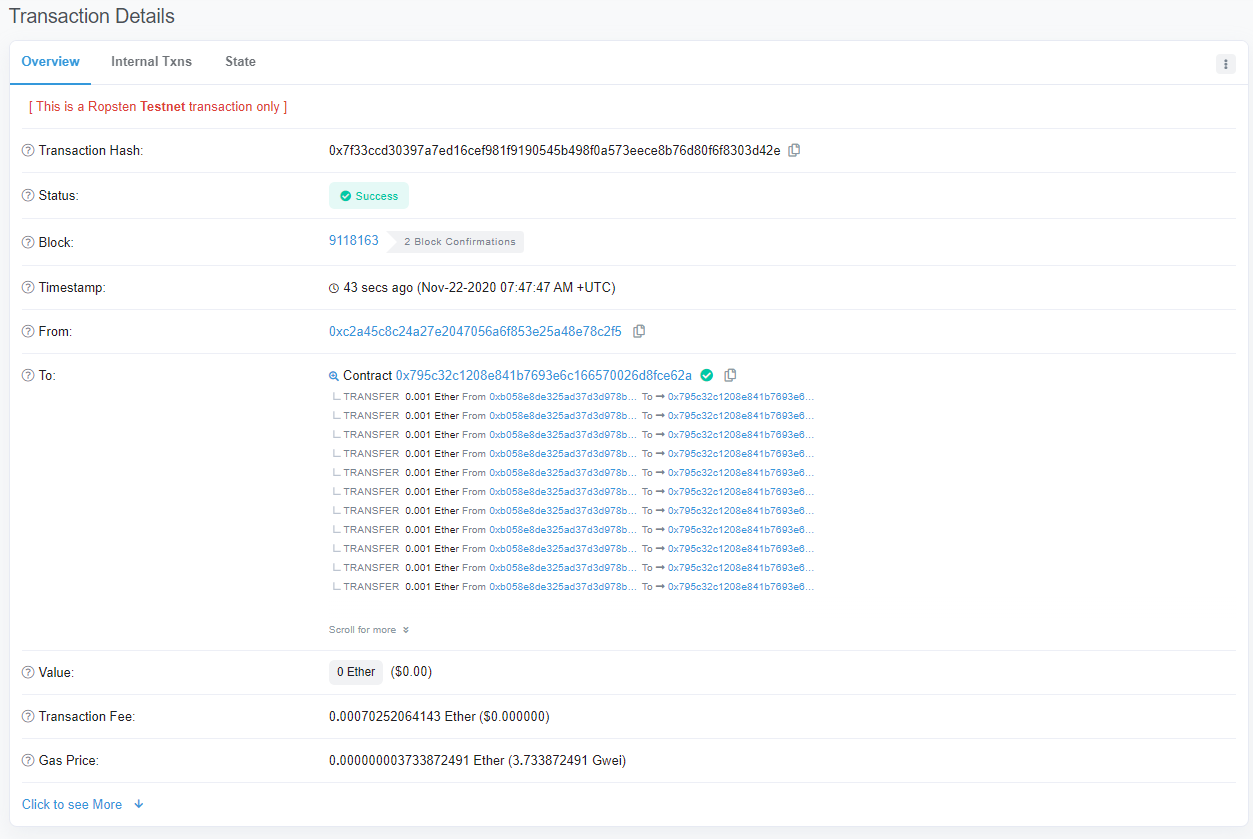 Transaction Details
Overview Internal Txns State
[ This is a Ropsten Testnet transaction only ]
Transaction Hash: 0x7f33ccd30397a7ed16cef981f9190545b498f0a573eece8b76d80f6f8303d42e
Status: Success
Block: 9118163 2 Block Confirmations
Timestamp: 43 secs ago (Nov-22-2020 07:47:47 AM +UTC)
From: 0xc2a45c8c24a27e2047056a6f853e25a48e78c2f5
To: Contract 0x795c32c1208e841b7693e6c166570026d8fce62a
TRANSFER 0.001 Ether From 0xb058e8de325ad37d3d978b... To → 0x795c32c1208e841b7693e6...
TRANSFER 0.001 Ether From 0xb058e8de325ad37d3d978b... To → 0x795c32c1208e841b7693e6...
TRANSFER 0.001 Ether From 0xb058e8de325ad37d3d978b... To → 0x795c32c1208e841b7693e6...
TRANSFER 0.001 Ether From 0xb058e8de325ad37d3d978b... To → 0x795c32c1208e841b7693e6...
TRANSFER 0.001 Ether From 0xb058e8de325ad37d3d978b... To → 0x795c32c1208e841b7693e6...
TRANSFER 0.001 Ether From 0xb058e8de325ad37d3d978b... To → 0x795c32c1208e841b7693e6...
TRANSFER 0.001 Ether From 0xb058e8de325ad37d3d978b... To → 0x795c32c1208e841b7693e6...
TRANSFER 0.001 Ether From 0xb058e8de325ad37d3d978b... To → 0x795c32c1208e841b7693e6...
TRANSFER 0.001 Ether From 0xb058e8de325ad37d3d978b... To → 0x795c32c1208e841b7693e6...
TRANSFER 0.001 Ether From 0xb058e8de325ad37d3d978b... To → 0x795c32c1208e841b7693e6...
TRANSFER 0.001 Ether From 0xb058e8de325ad37d3d978b... To → 0x795c32c1208e841b7693e6...
Scroll for more
Value: 0 Ether ($0.00)
Transaction Fee: 0.00070252064143 Ether ($0.000000)
Gas Price: 0.000000003733872491 Ether (3.733872491 Gwei)
Click to see More